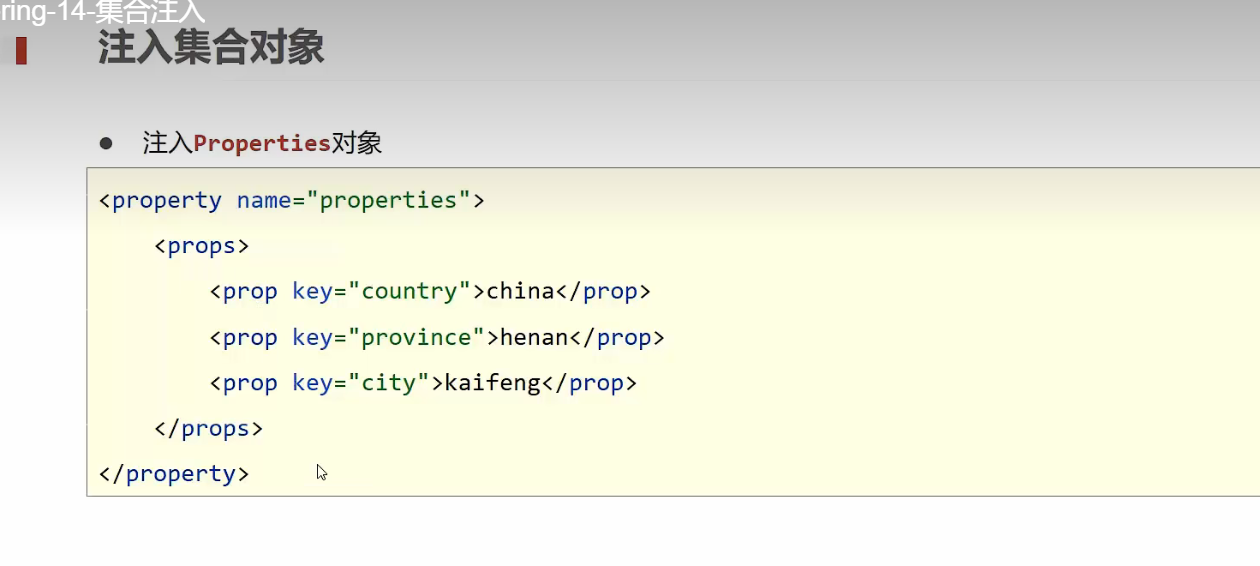 ring-14-集合注入
注入集合对象
● 注入Properties对象
<property name="properties">
    <props>
        <prop key="country">china</prop>
        <prop key="province">henan</prop>
        <prop key="city">kaifeng</prop>
    </props>
</property>